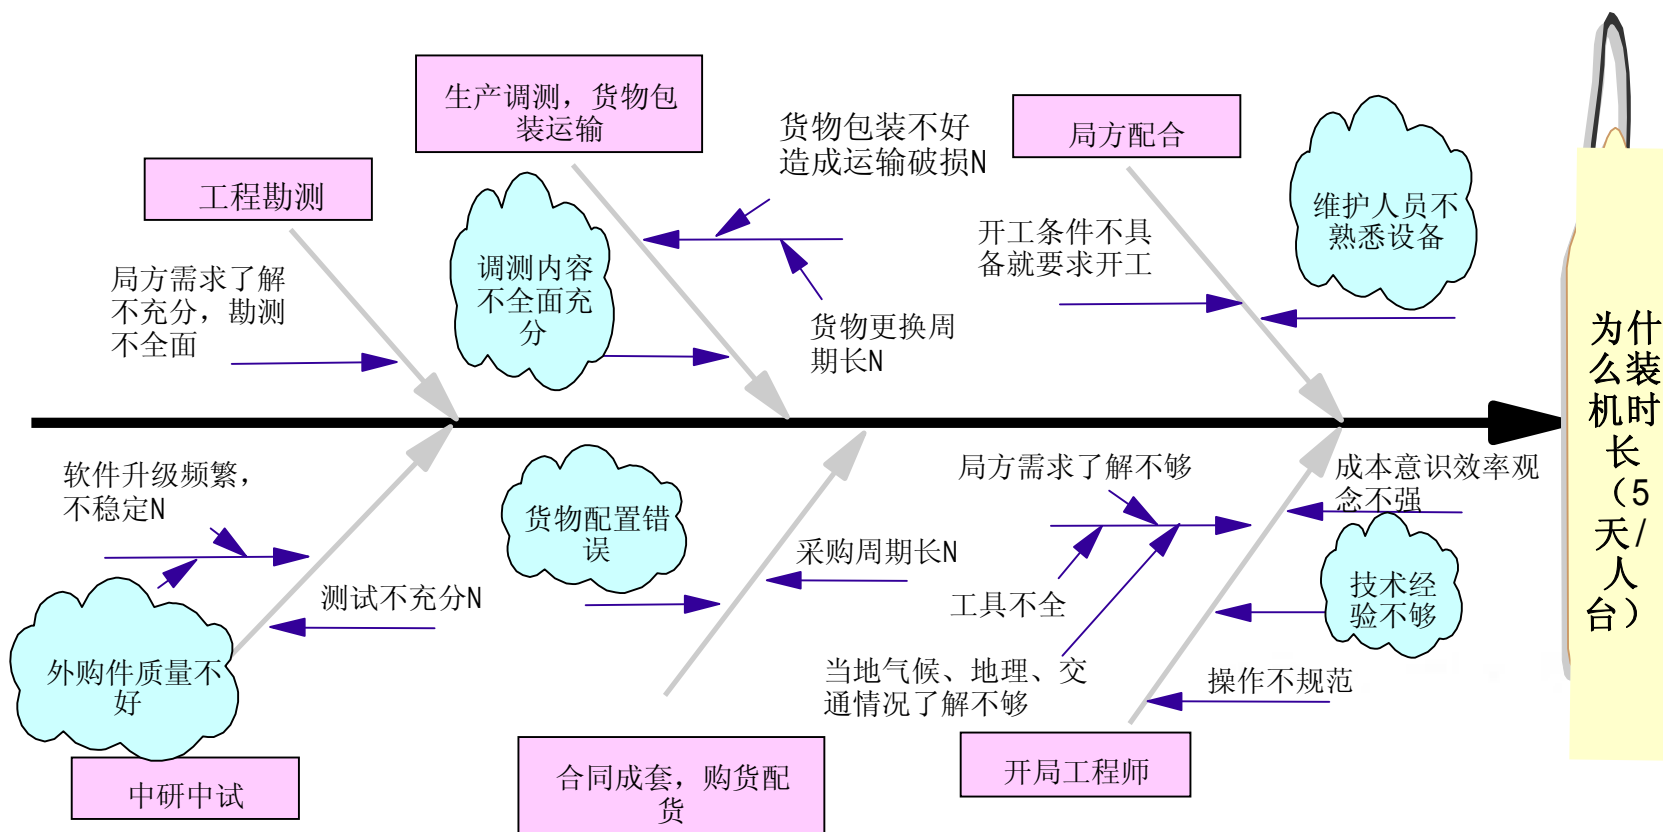 生产调测，货物包
装运输
货物包装不好
造成运输破损N
局方配合
工程勘测
维护人员不
熟悉设备
开工条件不具
备就要求开工
调测内容
不全面充
分
局方需求了解
不充分，勘测
不全面
货物更换周
期长N
为什
么装
机时
长
（5
天/
人
台）
软件升级频繁，
不稳定N
局方需求了解不够
成本意识效率观
念不强
货物配置错
误
采购周期长N
测试不充分N
工具不全
技术经
验不够
外购件质量不
好
当地气候、地理、交
通情况了解不够
操作不规范
中研中试
合同成套，购货配
货
开局工程师